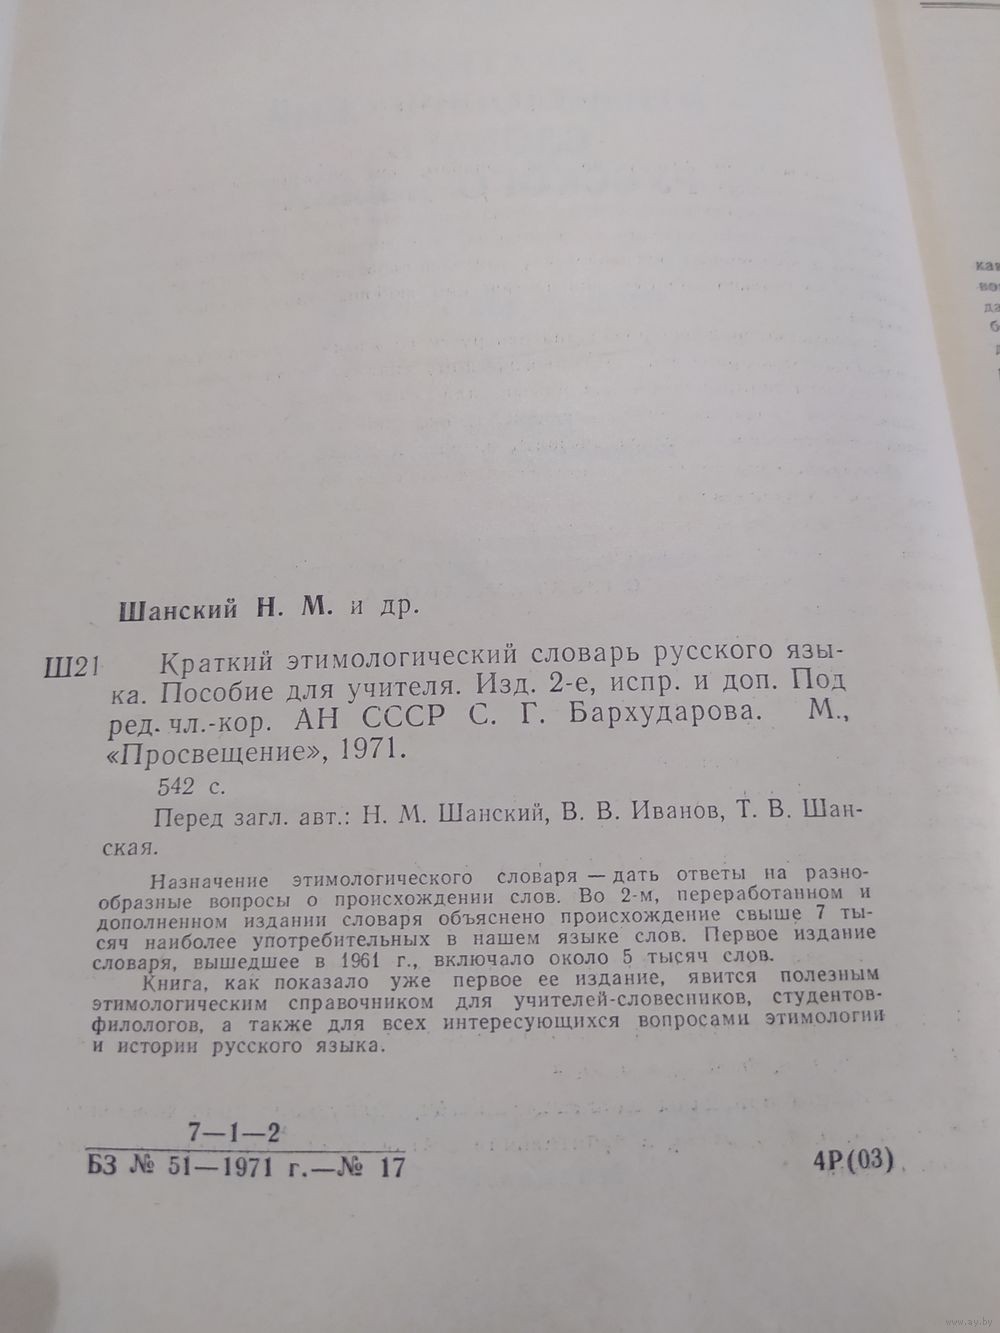 Шанский Н. М. и др.
Ш21 Краткий этимологический словарь русского язы-
ка. Пособие для учителя. Изд. 2-е, испр. и доп. Под
ред. чл.-кор. АН СССР С. Г. Бархударова. М.,
«Просвещение», 1971.
542 с.
Перед загл. авт.: Н. М. Шанский, В. В. Иванов, Т. В. Шан-
ская.
Назначение этимологического словаря — дать ответы на разно-
образные вопросы о происхождении слов. Во 2-м, переработанном и
дополненном издании словаря объяснено происхождение свыше 7 ты-
сяч наиболее употребительных в нашем языке слов. Первое издание
словаря, вышедшее в 1961 г., включало около 5 тысяч слов.
Книга, как показало уже первое ее издание, явится полезным
этимологическим справочником для учителей-словесников, студентов-
филологов, а также для всех интересующихся вопросами этимологии
и истории русского языка.
7—1—2
БЗ № 51—1971 г.—№ 17
4Р(03)
www.ay.by